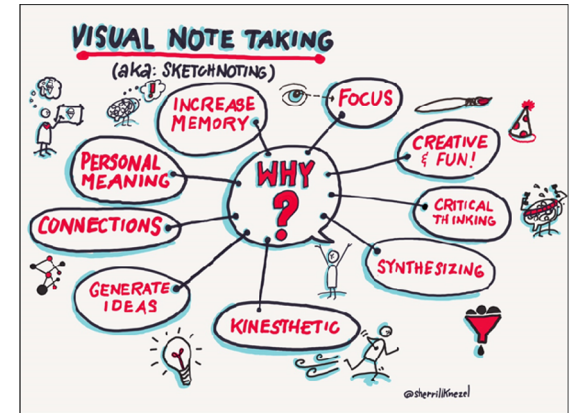 VISUAL NOTE TAKING
(aka: SKETCHNOTING)
INCREASE
MEMORY
FOCUS
CREATIVE
& FUN!
PERSONAL
MEANING
WHY
?
CRITICAL
THINKING
CONNECTIONS
SYNTHESIZING
GENERATE
IDEAS
KINESTHETIC
@sherrillknezel